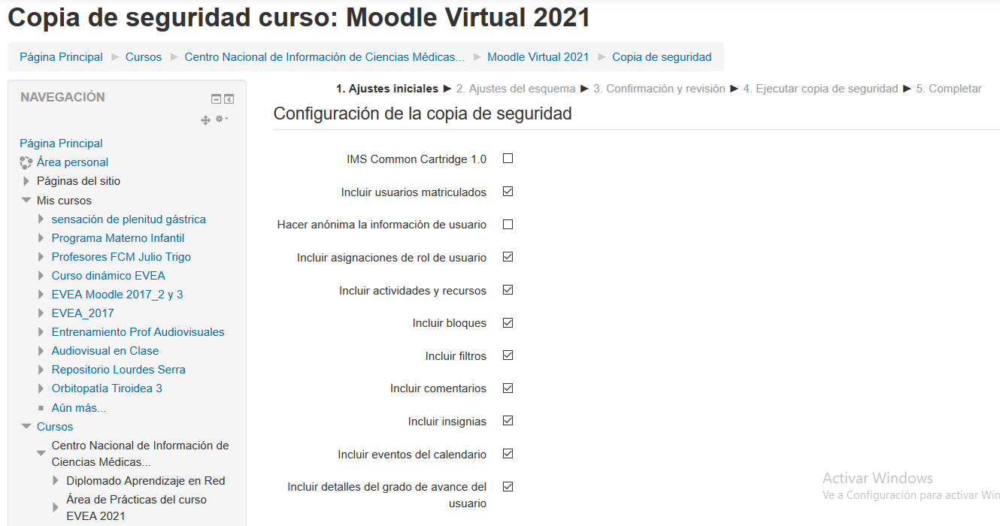 Copia de seguridad curso: Moodle Virtual 2021
Página Principal ► Cursos ► Centro Nacional de Información de Ciencias Médicas... ► Moodle Virtual 2021 ► Copia de seguridad
NAVEGACIÓN
Página Principal
Área personal
Páginas del sitio
Mis cursos
sensación de plenitud gástrica
Programa Materno Infantil
Profesores FCM Julio Trigo
Curso dinámico EVEA
EVEA Moodle 2017_2 y 3
EVEA_2017
Entrenamiento Prof Audiovisuales
Audiovisual en Clase
Repositorio Lourdes Serra
Orbitopatía Tiroidea 3
Aún más...
Cursos
Centro Nacional de Información de
Ciencias Médicas...
Diplomado Aprendizaje en Red
Área de Prácticas del curso
EVEA 2021
1. Ajustes iniciales ► 2. Ajustes del esquema ► 3. Confirmación y revisión ► 4. Ejecutar copia de seguridad ► 5. Completar
Configuración de la copia de seguridad
IMS Common Cartridge 1.0
Incluir usuarios matriculados
Hacer anónima la información de usuario
Incluir asignaciones de rol de usuario
Incluir actividades y recursos
Incluir bloques
Incluir filtros
Incluir comentarios
Incluir insignias
Incluir eventos del calendario
Incluir detalles del grado de avance del
usuario
Activar Windows
Ve a Configuración para activar Win